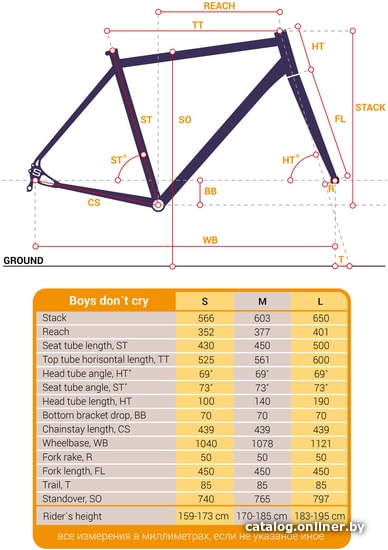 REACH
TT
HT
STACK
ST
SO
FL
ST°
HT°
R
BB
CS
WB
GROUND
T
Boys don`t cry S M L
Stack 566 603 650
Reach 352 377 401
Seat tube length, ST 430 450 500
Top tube horisontal length, TT 525 561 600
Head tube angle, HT° 69° 69° 69°
Seat tube angle, ST° 73° 73° 73°
Head tube length, HT 100 140 190
Bottom bracket drop, BB 70 70 70
Chainstay length, CS 439 439 439
Wheelbase, WB 1040 1078 1121
Fork rake, R 50 50 50
Fork length, FL 450 450 450
Trail, T 85 85 85
Standover, SO 740 765 797
Rider`s height 159-173 cm 170-185 cm 183-195 cm
все измерения в миллиметрах, если не указаное иное
catalog.onliner.by